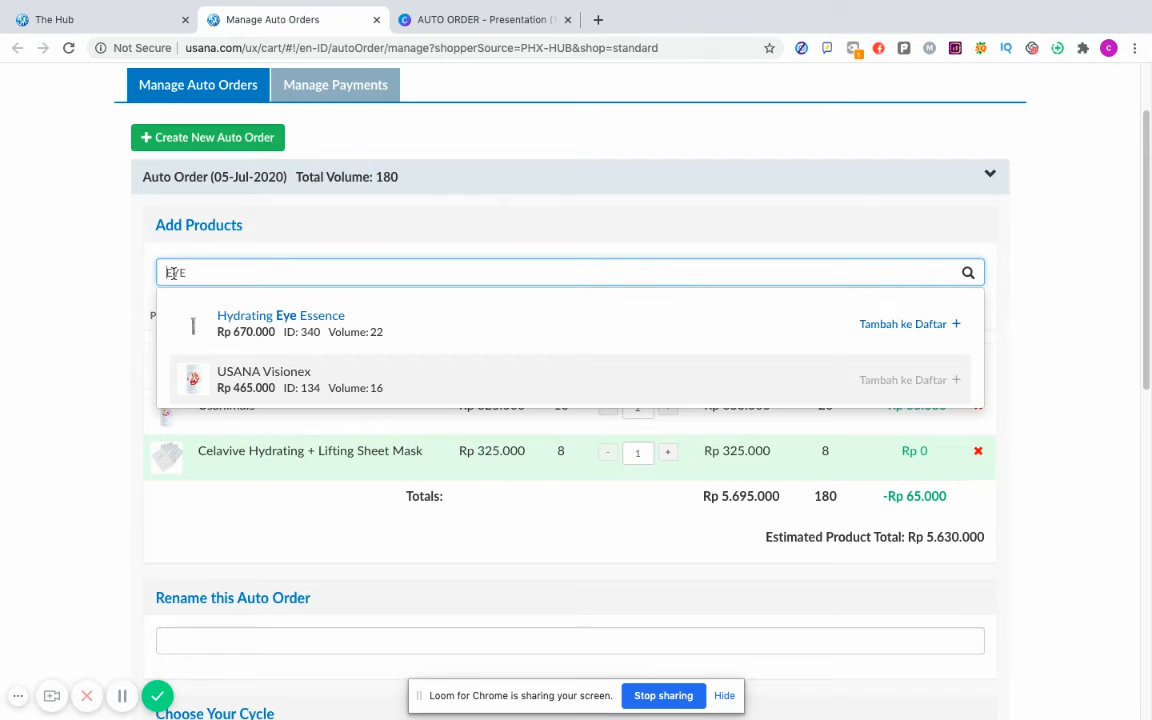 The Hub
Manage Auto Orders
AUTO ORDER - Presentation (
Not Secure
usana.com/ux/cart/#!/en-ID/autoOrder/manage?shopperSource=PHX-HUB&shop=standard
Manage Auto Orders
Manage Payments
Create New Auto Order
Auto Order (05-Jul-2020) Total Volume: 180
Add Products
EYE
Hydrating Eye Essence
Rp 670.000 ID: 340 Volume: 22
Tambah ke Daftar +
USANA Visionex
Rp 465.000 ID: 134 Volume: 16
Tambah ke Daftar +
Celavive Hydrating + Lifting Sheet Mask Rp 325.000 8 - 1 + Rp 325.000 8 Rp 0
Totals: Rp 5.695.000 180 -Rp 65.000
Estimated Product Total: Rp 5.630.000
Rename this Auto Order
Choose Your Cycle
Loom for Chrome is sharing your screen.
Stop sharing
Hide